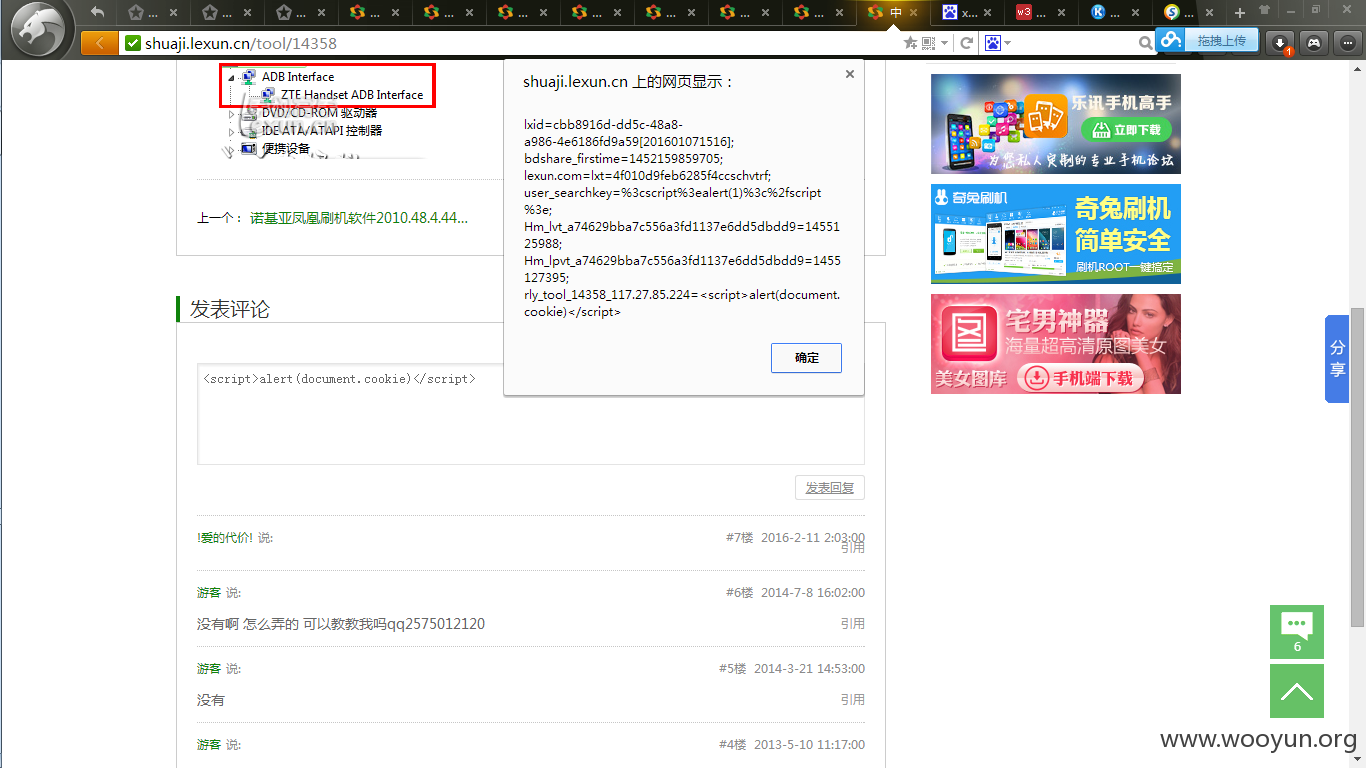 中
x...
w3 ...
K ...
S ...
shuaji.lexun.cn/tool/14358
拖拽上传
1
ADB Interface
ZTE Handset ADB Interface
DVD/CD-ROM 驱动器
IDE ATA/ATAPI 控制器
便携设备
上一个：诺基亚凤凰刷机软件2010.48.4.44...
shuaji.lexun.cn 上的网页显示：
lxid=cbb8916d-dd5c-48a8-
a986-4e6186fd9a59[201601071516];
bdshare_firstime=1452159859705;
lexun.com=lxt=4f010d9feb6285f4ccschvtrf;
user_searchkey=%3cscript%3ealert(1)%3c%2fscript
%3e;
Hm_lvt_a74629bba7c556a3fd1137e6dd5dbdd9=14551
25988;
Hm_lpvt_a74629bba7c556a3fd1137e6dd5dbdd9=1455
127395;
rly_tool_14358_117.27.85.224=<script>alert(document.
cookie)</script>
确定
发表评论
<script>alert(document.cookie)</script>
发表回复
!爱的代价! 说: #7楼 2016-2-11 2:03:00
引用
游客 说: #6楼 2014-7-8 16:02:00
没有啊 怎么弄的 可以教教我吗qq2575012120 引用
游客 说: #5楼 2014-3-21 14:53:00
没有 引用
游客 说: #4楼 2013-5-10 11:17:00
乐讯手机高手
立即下载
为您私人定制的专业手机论坛
奇兔刷机
奇兔刷机
简单安全
刷机ROOT一键搞定
宅男神器
海量超高清原图美女
美女图库 手机端下载
分享
6
www.wooyun.org